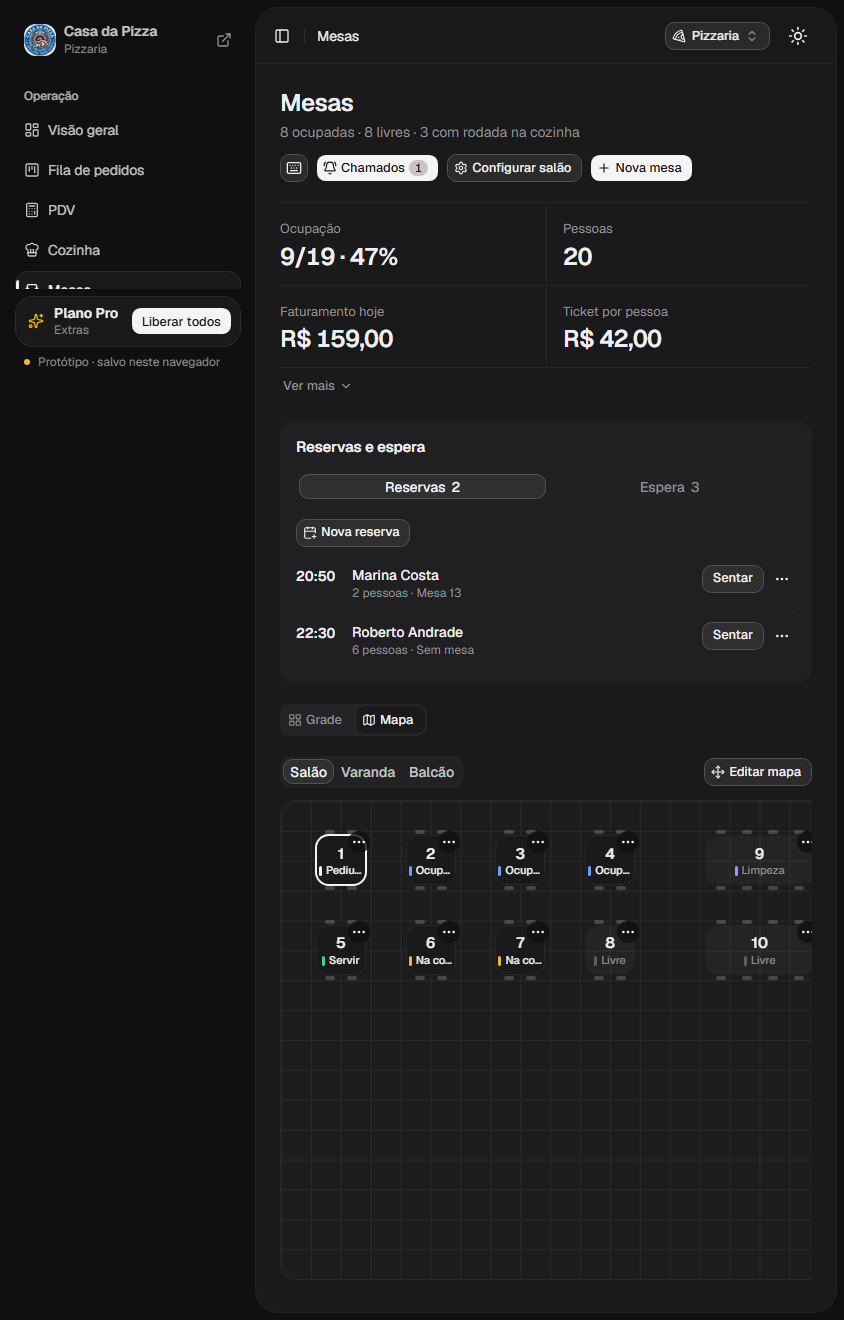 Casa da Pizza
Pizzaria
Operação
Visão geral
Fila de pedidos
PDV
Cozinha
Mesas
Plano Pro
Extras
Liberar todos
Protótipo · salvo neste navegador
Mesas
Pizzaria
Mesas
8 ocupadas · 8 livres · 3 com rodada na cozinha
Chamados 1
Configurar salão
Nova mesa
Ocupação
9/19 · 47%
Pessoas
20
Faturamento hoje
R$ 159,00
Ticket por pessoa
R$ 42,00
Ver mais
Reservas e espera
Reservas 2
Espera 3
Nova reserva
20:50 Marina Costa
2 pessoas · Mesa 13
Sentar
22:30 Roberto Andrade
6 pessoas · Sem mesa
Sentar
Grade
Mapa
Salão
Varanda
Balcão
Editar mapa
1
Pediu...
2
Ocup...
3
Ocup...
4
Ocup...
9
Limpeza
5
Servir
6
Na co...
7
Na co...
8
Livre
10
Livre